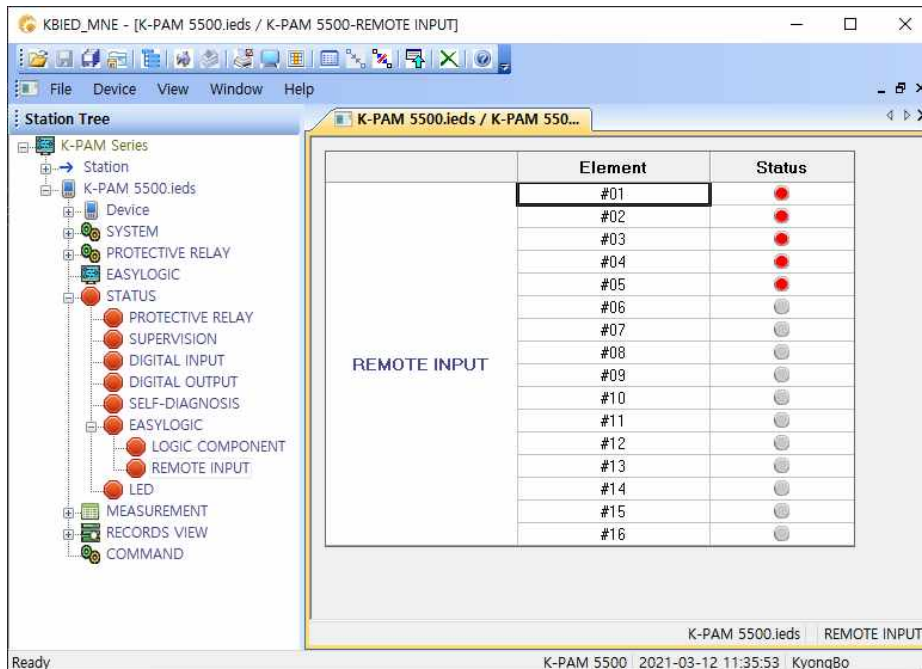 KBIED_MNE - [K-PAM 5500.ieds / K-PAM 5500-REMOTE INPUT]
File Device View Window Help
Station Tree
K-PAM Series
Station
K-PAM 5500.ieds
Device
SYSTEM
PROTECTIVE RELAY
EASYLOGIC
STATUS
PROTECTIVE RELAY
SUPERVISION
DIGITAL INPUT
DIGITAL OUTPUT
SELF-DIAGNOSIS
EASYLOGIC
LOGIC COMPONENT
REMOTE INPUT
LED
MEASUREMENT
RECORDS VIEW
COMMAND
K-PAM 5500.ieds / K-PAM 550...
Element Status
REMOTE INPUT
#01
#02
#03
#04
#05
#06
#07
#08
#09
#10
#11
#12
#13
#14
#15
#16
K-PAM 5500.ieds REMOTE INPUT
Ready K-PAM 5500 2021-03-12 11:35:53 KyongBo